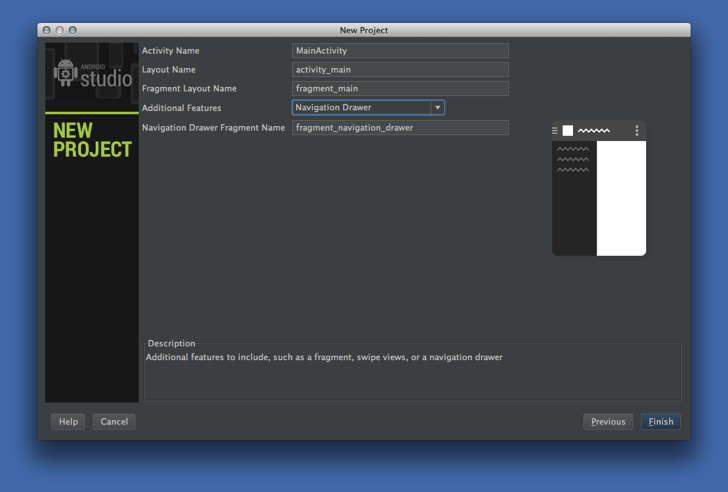 New Project
ANDROID
studio
NEW
PROJECT
Activity Name
MainActivity
Layout Name
activity_main
Fragment Layout Name
fragment_main
Additional Features
Navigation Drawer
Navigation Drawer Fragment Name
fragment_navigation_drawer
Description
Additional features to include, such as a fragment, swipe views, or a navigation drawer
Help
Cancel
Previous
Finish